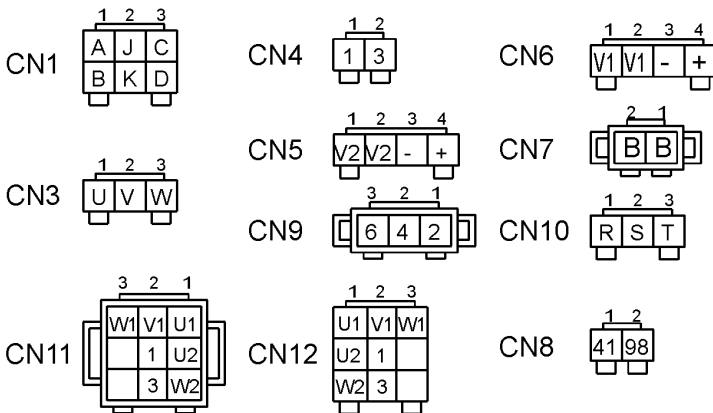 CN1
1 2 3
A J C
B K D
CN4
1 2
1 3
CN6
1 2 3 4
V1 V1 - +
CN5
1 2 3 4
V2 V2 - +
CN7
2 1
B B
CN3
1 2 3
U V W
CN9
3 2 1
6 4 2
CN10
1 2 3
R S T
CN11
3 2 1
W1 V1 U1
1 U2
3 W2
CN12
1 2 3
U1 V1 W1
U2 1
W2 3
CN8
1 2
41 98